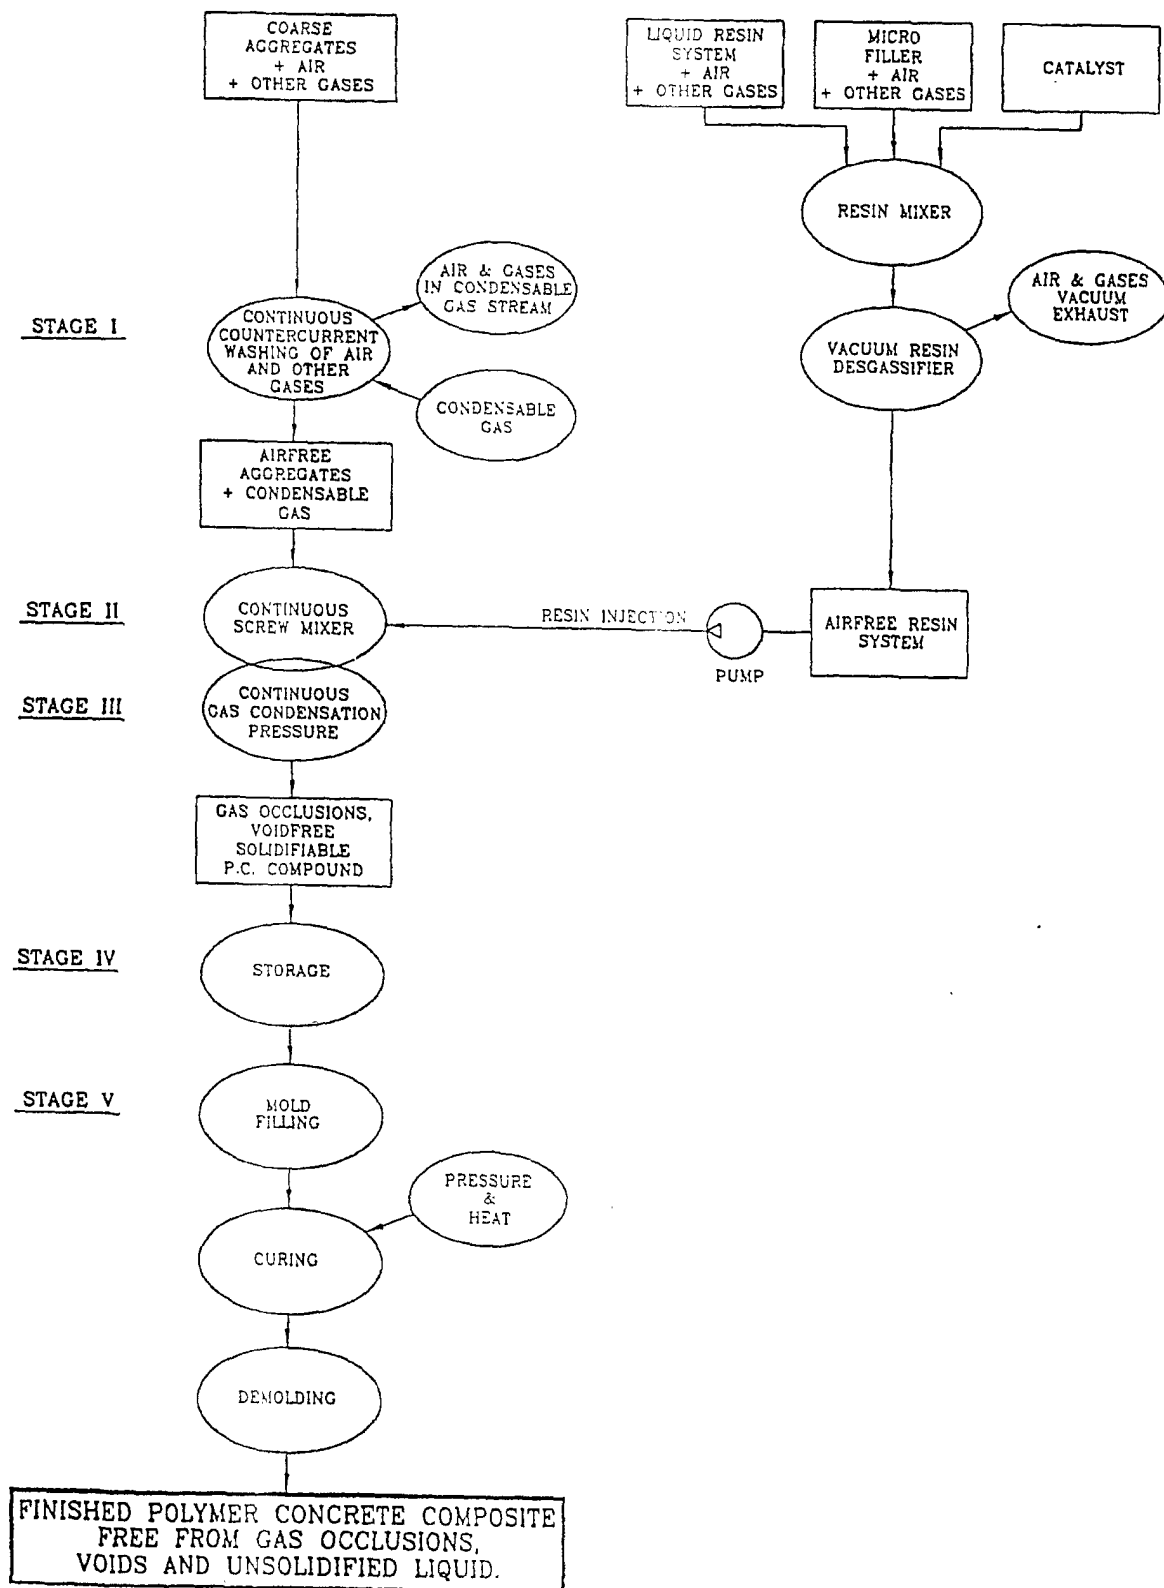 COARSE
AGGREGATES
+ AIR
+ OTHER GASES
LIQUID RESIN
SYSTEM
+ AIR
+ OTHER GASES
MICRO
FILLER
+ AIR
+ OTHER GASES
CATALYST
RESIN MIXER
AIR & GASES
IN CONDENSABLE
GAS STREAM
AIR & GASES
VACUUM
EXHAUST
STAGE I
CONTINUOUS
COUNTERCURRENT
WASHING OF AIR
AND OTHER
GASES
VACUUM RESIN
DESGASSIFIER
CONDENSABLE
GAS
AIRFREE
AGGREGATES
+ CONDENSABLE
GAS
STAGE II
CONTINUOUS
SCREW MIXER
RESIN INJECTION
PUMP
AIRFREE RESIN
SYSTEM
STAGE III
CONTINUOUS
GAS CONDENSATION
PRESSURE
GAS OCCLUSIONS,
VOIDFREE
SOLIDIFIABLE
P.C. COMPOUND
STAGE IV
STORAGE
STAGE V
MOLD
FILLING
PRESSURE
&
HEAT
CURING
DEMOLDING
FINISHED POLYMER CONCRETE COMPOSITE
FREE FROM GAS OCCLUSIONS,
VOIDS AND UNSOLIDIFIED LIQUID.